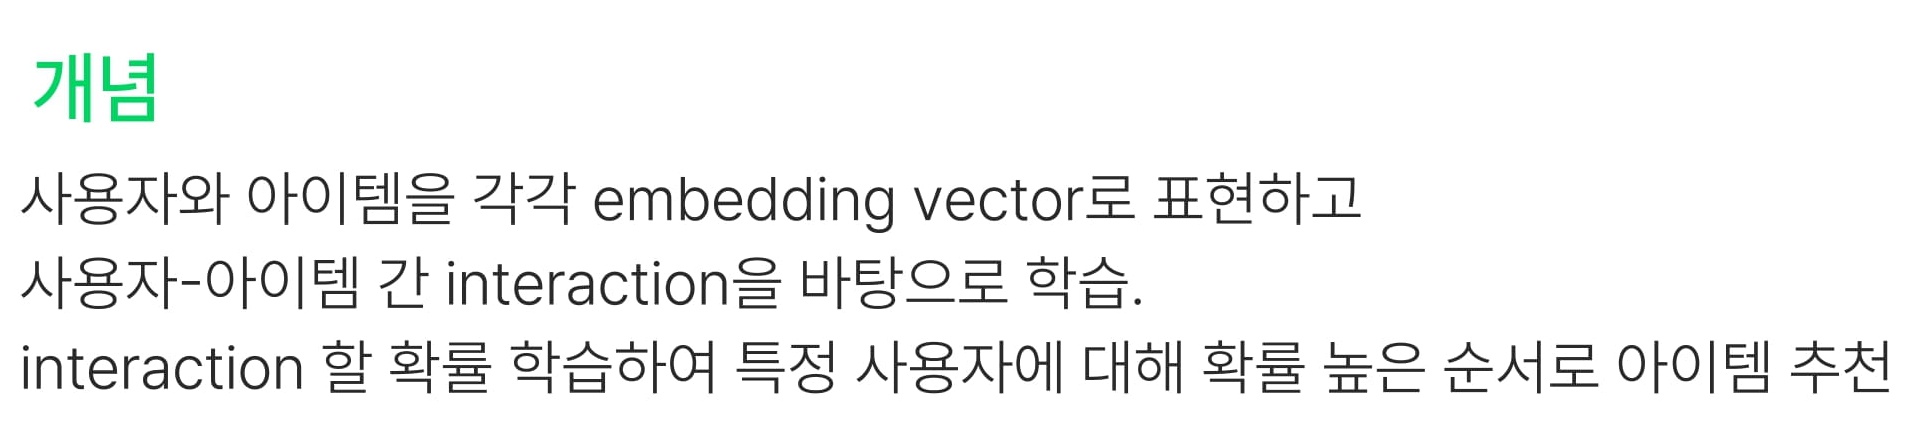 개념
사용자와 아이템을 각각 embedding vector로 표현하고
사용자-아이템 간 interaction을 바탕으로 학습.
interaction 할 확률 학습하여 특정 사용자에 대해 확률 높은 순서로 아이템 추천